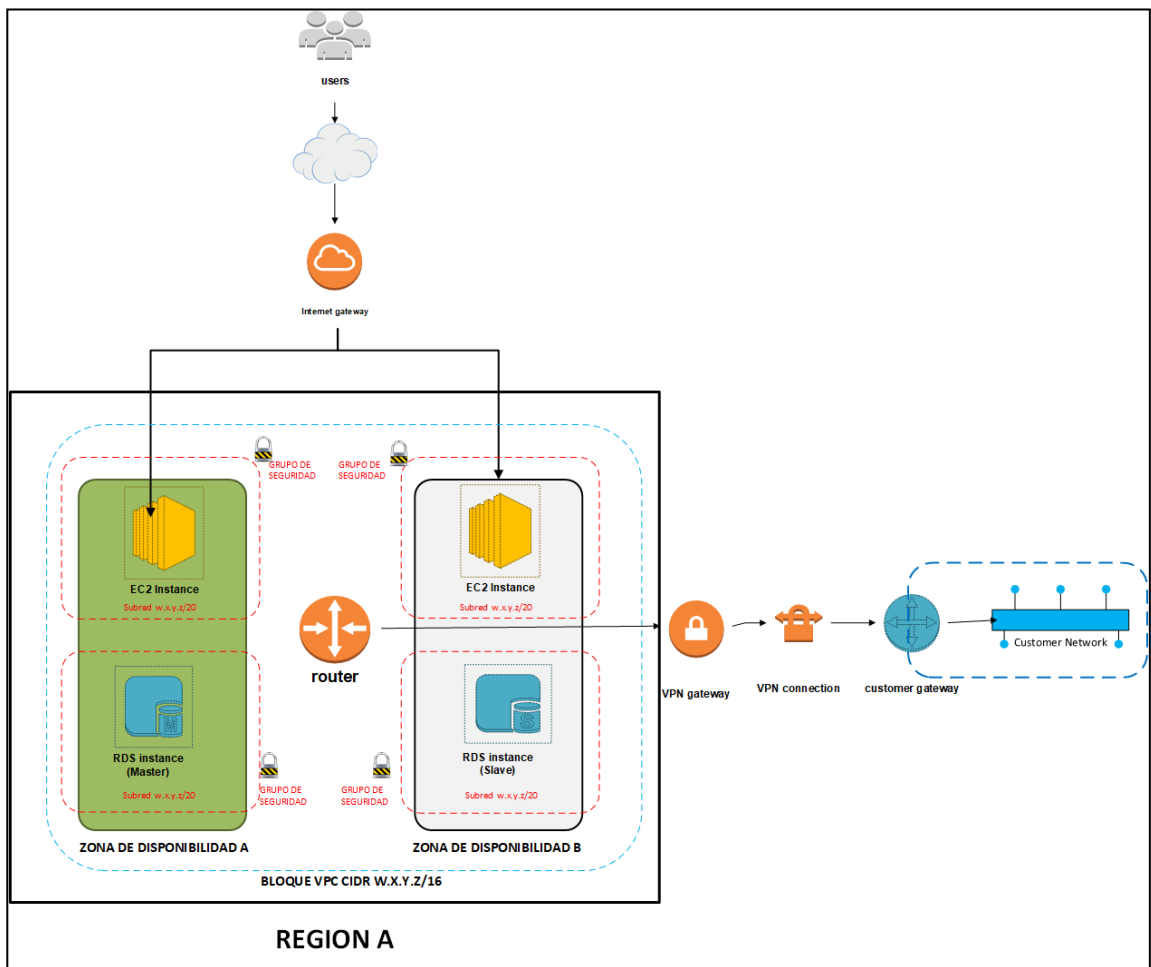 users
Internet gateway
GRUPO DE
SEGURIDAD
GRUPO DE
SEGURIDAD
EC2 Instance
Subred w.x.y.z/20
EC2 Instance
Subred w.x.y.z/20
router
VPN gateway
VPN connection
customer gateway
Customer Network
M
RDS instance
(Master)
Subred w.x.y.z/20
S
RDS instance
(Slave)
Subred w.x.y.z/20
GRUPO DE
SEGURIDAD
GRUPO DE
SEGURIDAD
ZONA DE DISPONIBILIDAD A
ZONA DE DISPONIBILIDAD B
BLOQUE VPC CIDR W.X.Y.Z/16
REGION A